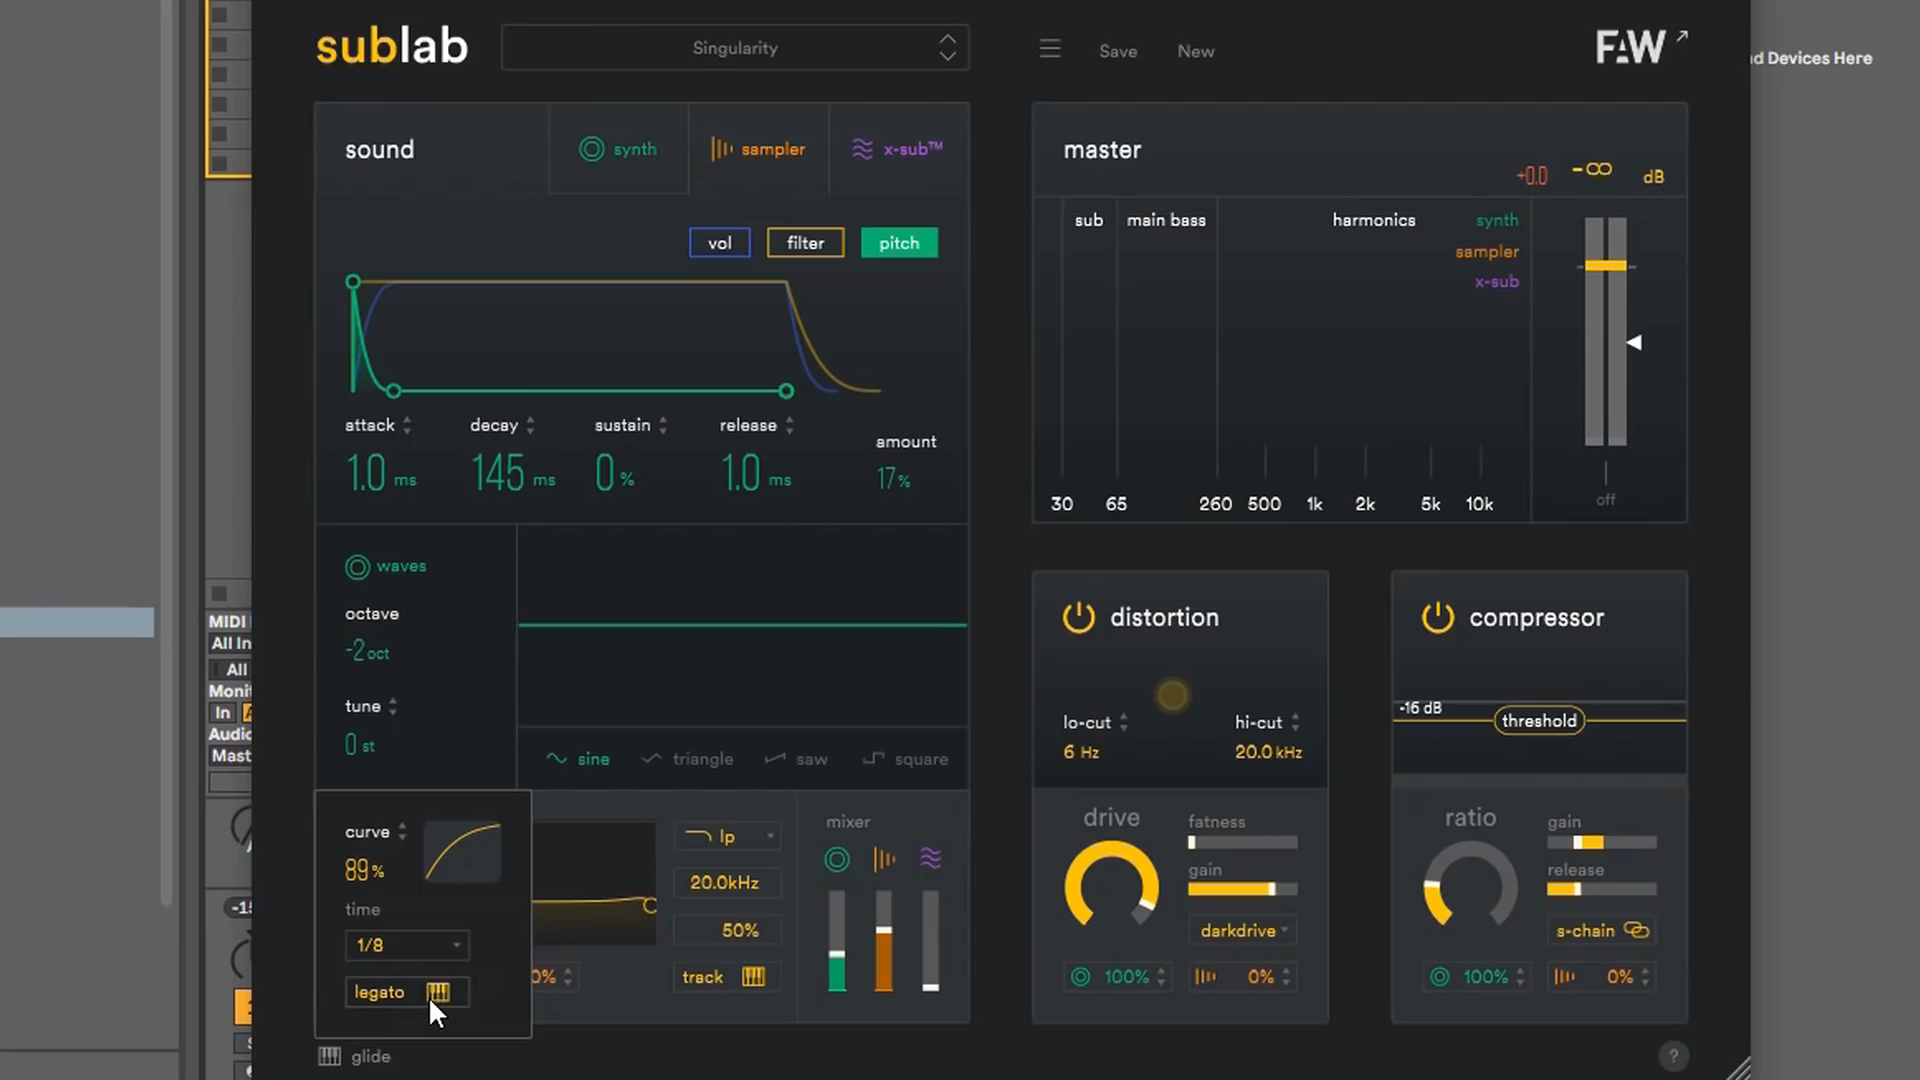 sublab
Singularity
Save
New
FAW
d Devices Here
sound
synth
sampler
x-sub™
vol
filter
pitch
attack
decay
sustain
release
amount
1.0 ms
145 ms
0 %
1.0 ms
17%
waves
octave
-2 oct
tune
0 st
sine
triangle
saw
square
master
+0.0
-∞
dB
sub
main bass
harmonics
synth
sampler
x-sub
30
65
260
500
1k
2k
5k
10k
off
distortion
lo-cut
hi-cut
6 Hz
20.0 kHz
drive
fatness
gain
darkdrive
100%
0%
compressor
-16 dB
threshold
ratio
gain
release
s-chain
100%
0%
MIDI
All In
All
Monit
In
Audio
Mast
-15
curve
89 %
time
1/8
legato
0%
lp
20.0kHz
50%
track
mixer
glide
?